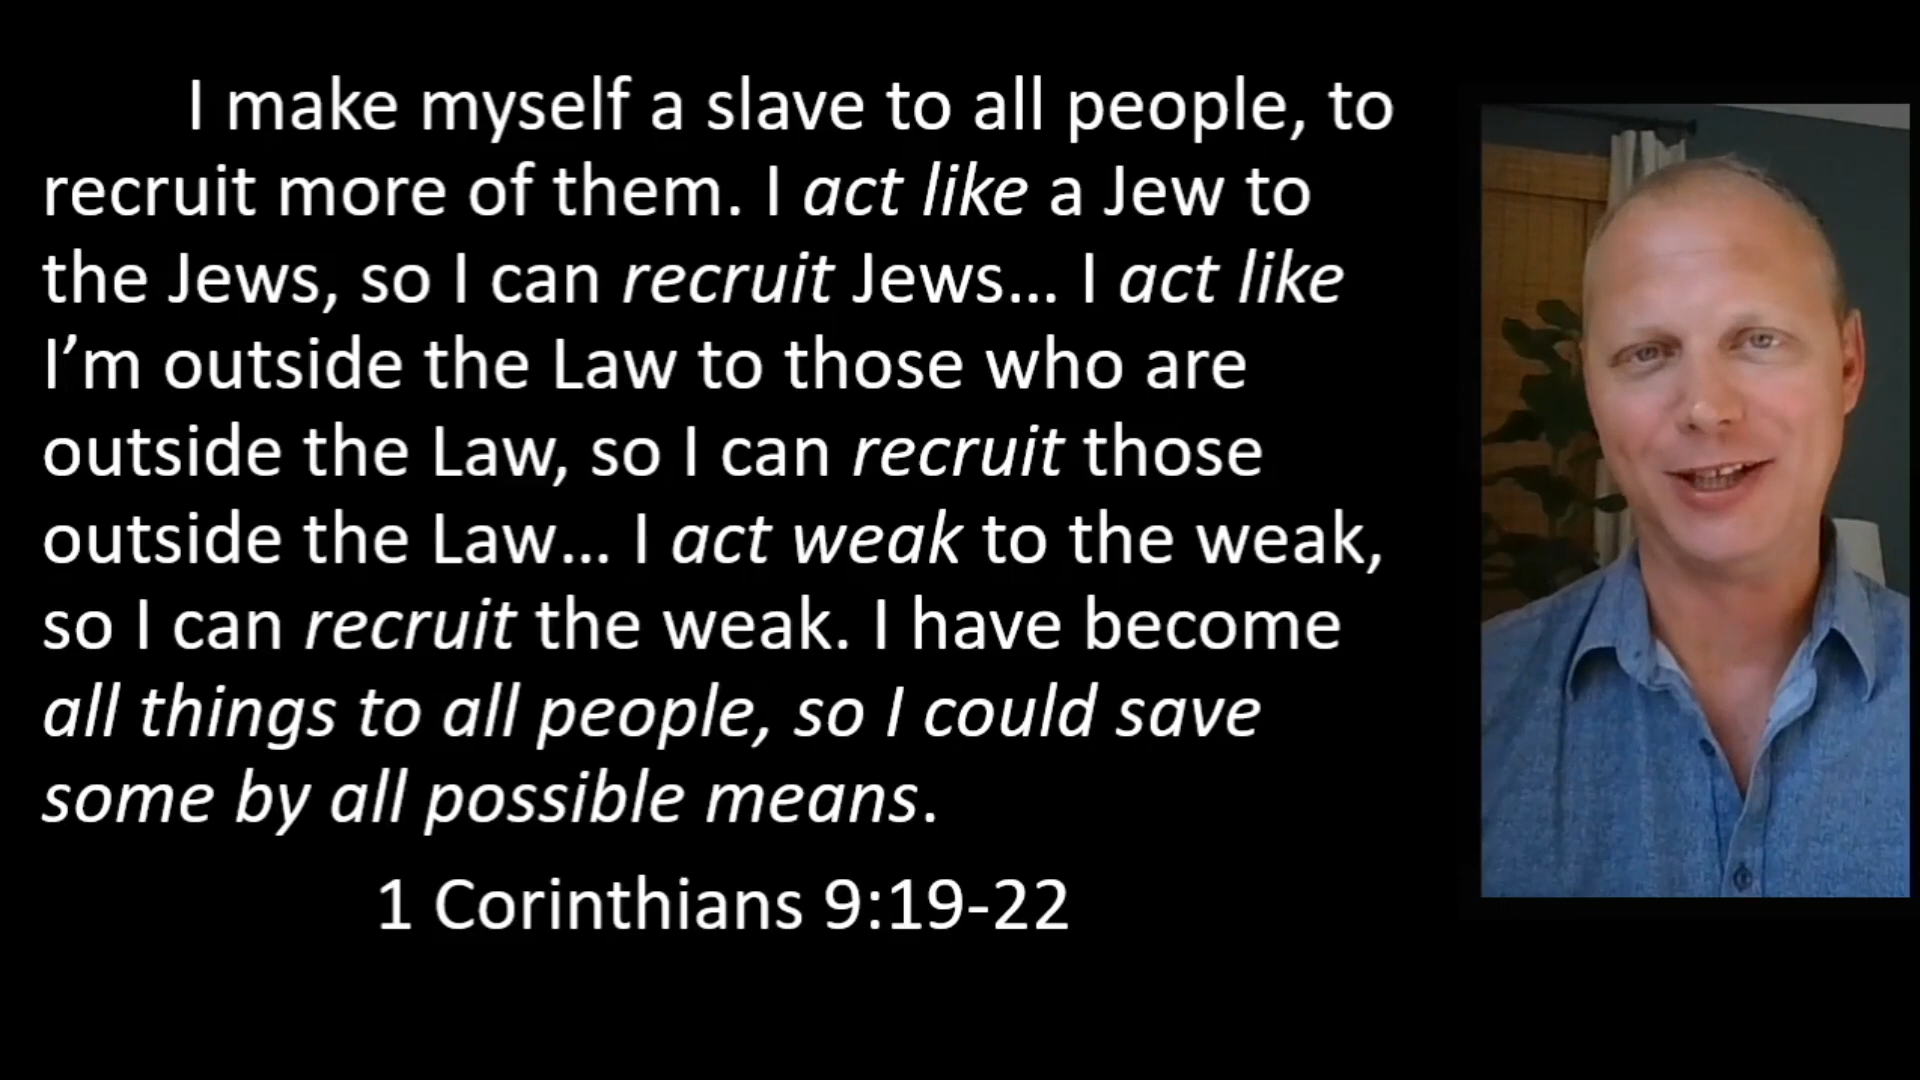 I make myself a slave to all people, to
recruit more of them. I act like a Jew to
the Jews, so I can recruit Jews... I act like
I’m outside the Law to those who are
outside the Law, so I can recruit those
outside the Law... I act weak to the weak,
so I can recruit the weak. I have become
all things to all people, so I could save
some by all possible means.
1 Corinthians 9:19-22